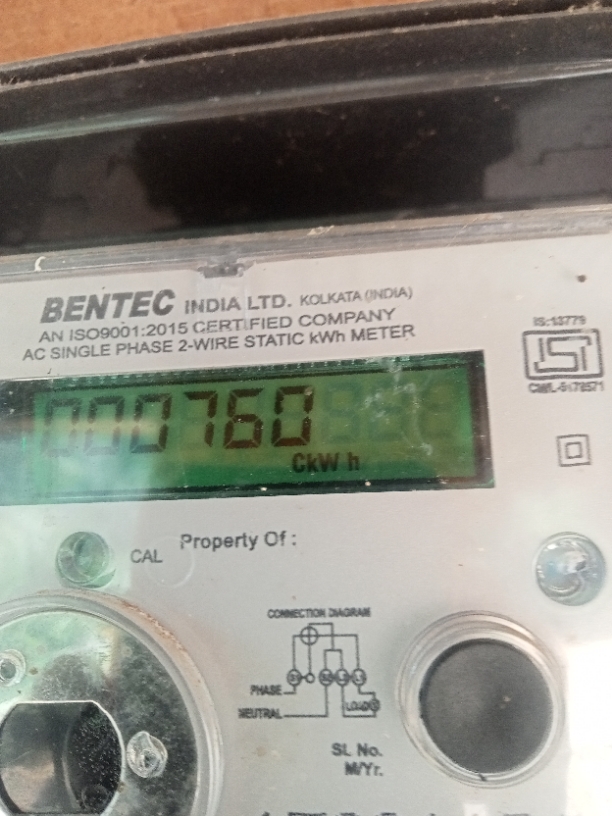 BENTEC INDIA LTD. KOLKATA (INDIA)
AN ISO9001:2015 CERTIFIED COMPANY
AC SINGLE PHASE 2-WIRE STATIC kWh METER
IS:13779
ISI
000760
CkW h
CAL
Property Of :
CONNECTION DIAGRAM
PHASE
NEUTRAL
LOAD
SL No.
M/Yr.